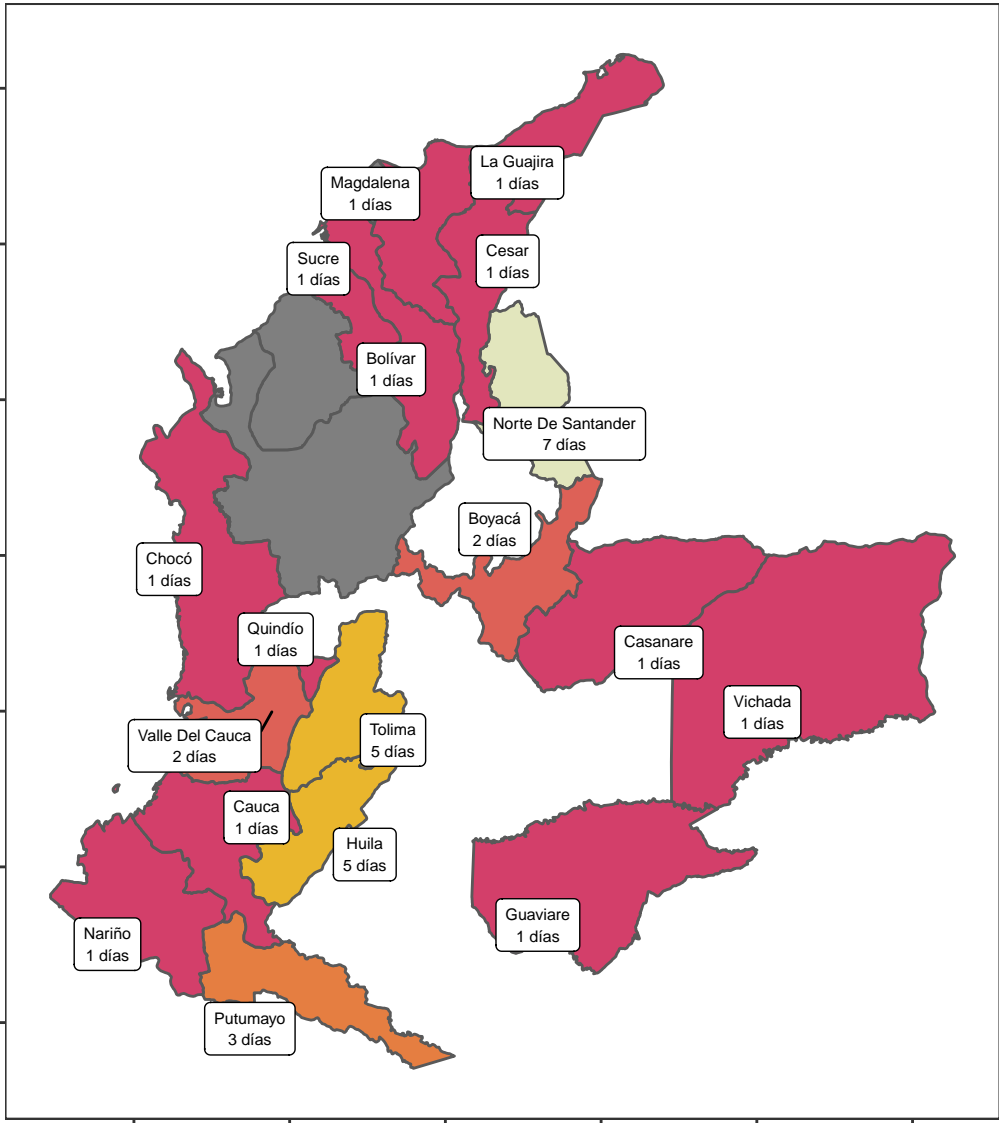 La Guajira
1 días
Magdalena
1 días
Cesar
1 días
Sucre
1 días
Bolívar
1 días
Norte De Santander
7 días
Boyacá
2 días
Chocó
1 días
Quindío
1 días
Casanare
1 días
Vichada
1 días
Tolima
5 días
Valle Del Cauca
2 días
Cauca
1 días
Huila
5 días
Guaviare
1 días
Nariño
1 días
Putumayo
3 días